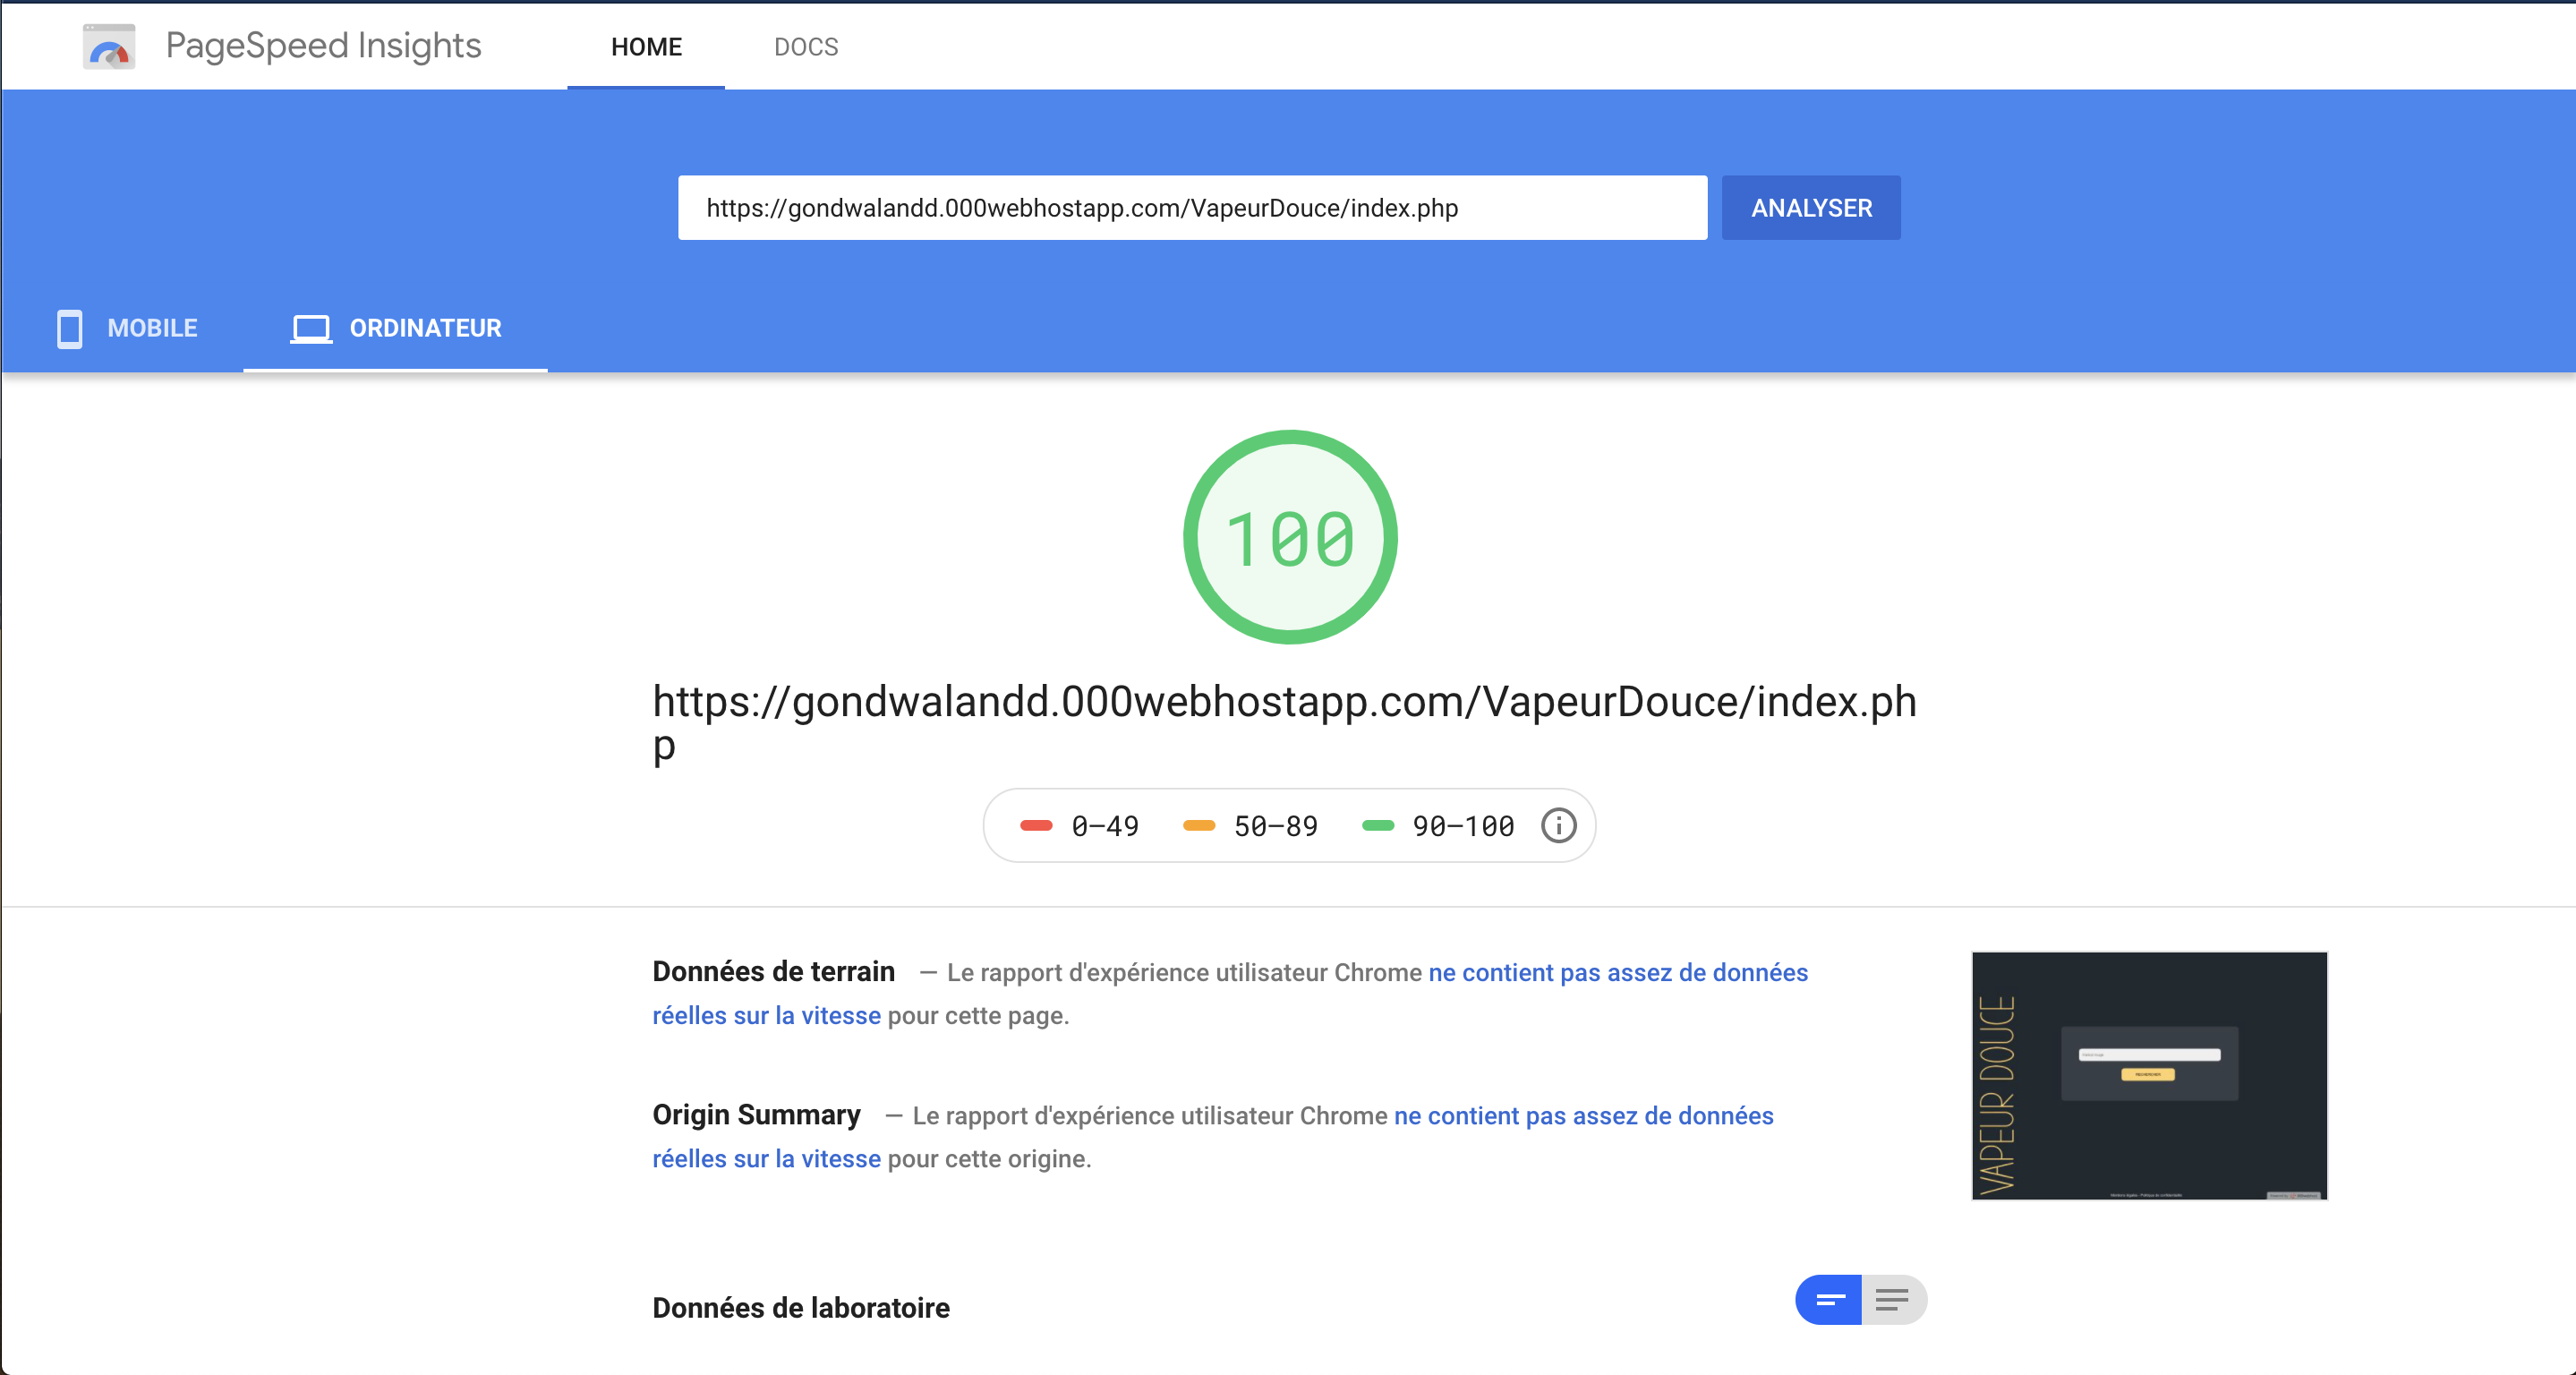 PageSpeed Insights HOME DOCS
https://gondwalandd.000webhostapp.com/VapeurDouce/index.php ANALYSER
MOBILE ORDINATEUR
100
https://gondwalandd.000webhostapp.com/VapeurDouce/index.ph
p
0–49 50–89 90–100
Données de terrain — Le rapport d'expérience utilisateur Chrome ne contient pas assez de données
réelles sur la vitesse pour cette page.
Origin Summary — Le rapport d'expérience utilisateur Chrome ne contient pas assez de données
réelles sur la vitesse pour cette origine.
VAPEUR DOUCE
RECHERCHER
Données de laboratoire